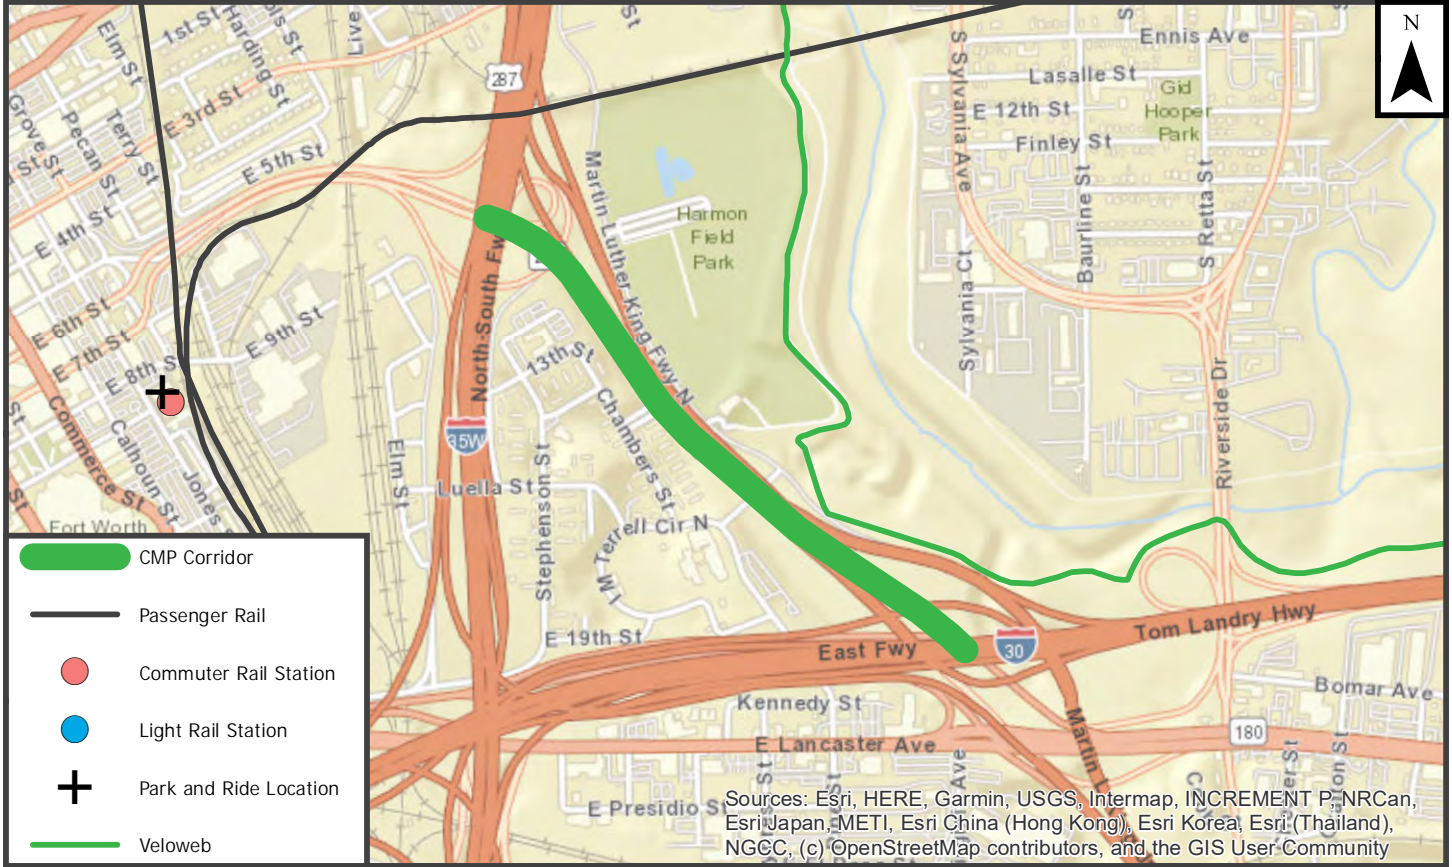 N
1st St
Harding St
Elm St
Live
St
287
S Sylvania Ave
Ennis Ave
Lasalle St
Gid
Hooper
Park
E 12th St
Finley St
Grove St
Pecan St
Terry St
E 3rd St
E 5th St
St
E 4th St
Martin Luther King Fwy N
Harmon
Field
Park
Baurline St
S Retta St
North-South Fwy
Sylvania Ct
E 6th St
E 7th St
E 8th S
E 9th St
13th St
Chambers St
Riverside Dr
35W
Commerce St
Calhoun St
Jones
St
St
Elm St
Luella St
Stephenson St
I M Terrell Cir N
Fort Worth
E 19th St
East Fwy
30
Tom Landry Hwy
Kennedy St
Bomar Ave
E Lancaster Ave
180
Martin L
E Presidio St
CMP Corridor
Passenger Rail
Commuter Rail Station
Light Rail Station
Park and Ride Location
Veloweb
Sources: Esri, HERE, Garmin, USGS, Intermap, INCREMENT P, NRCan,
Esri Japan, METI, Esri China (Hong Kong), Esri Korea, Esri (Thailand),
NGCC, (c) OpenStreetMap contributors, and the GIS User Community